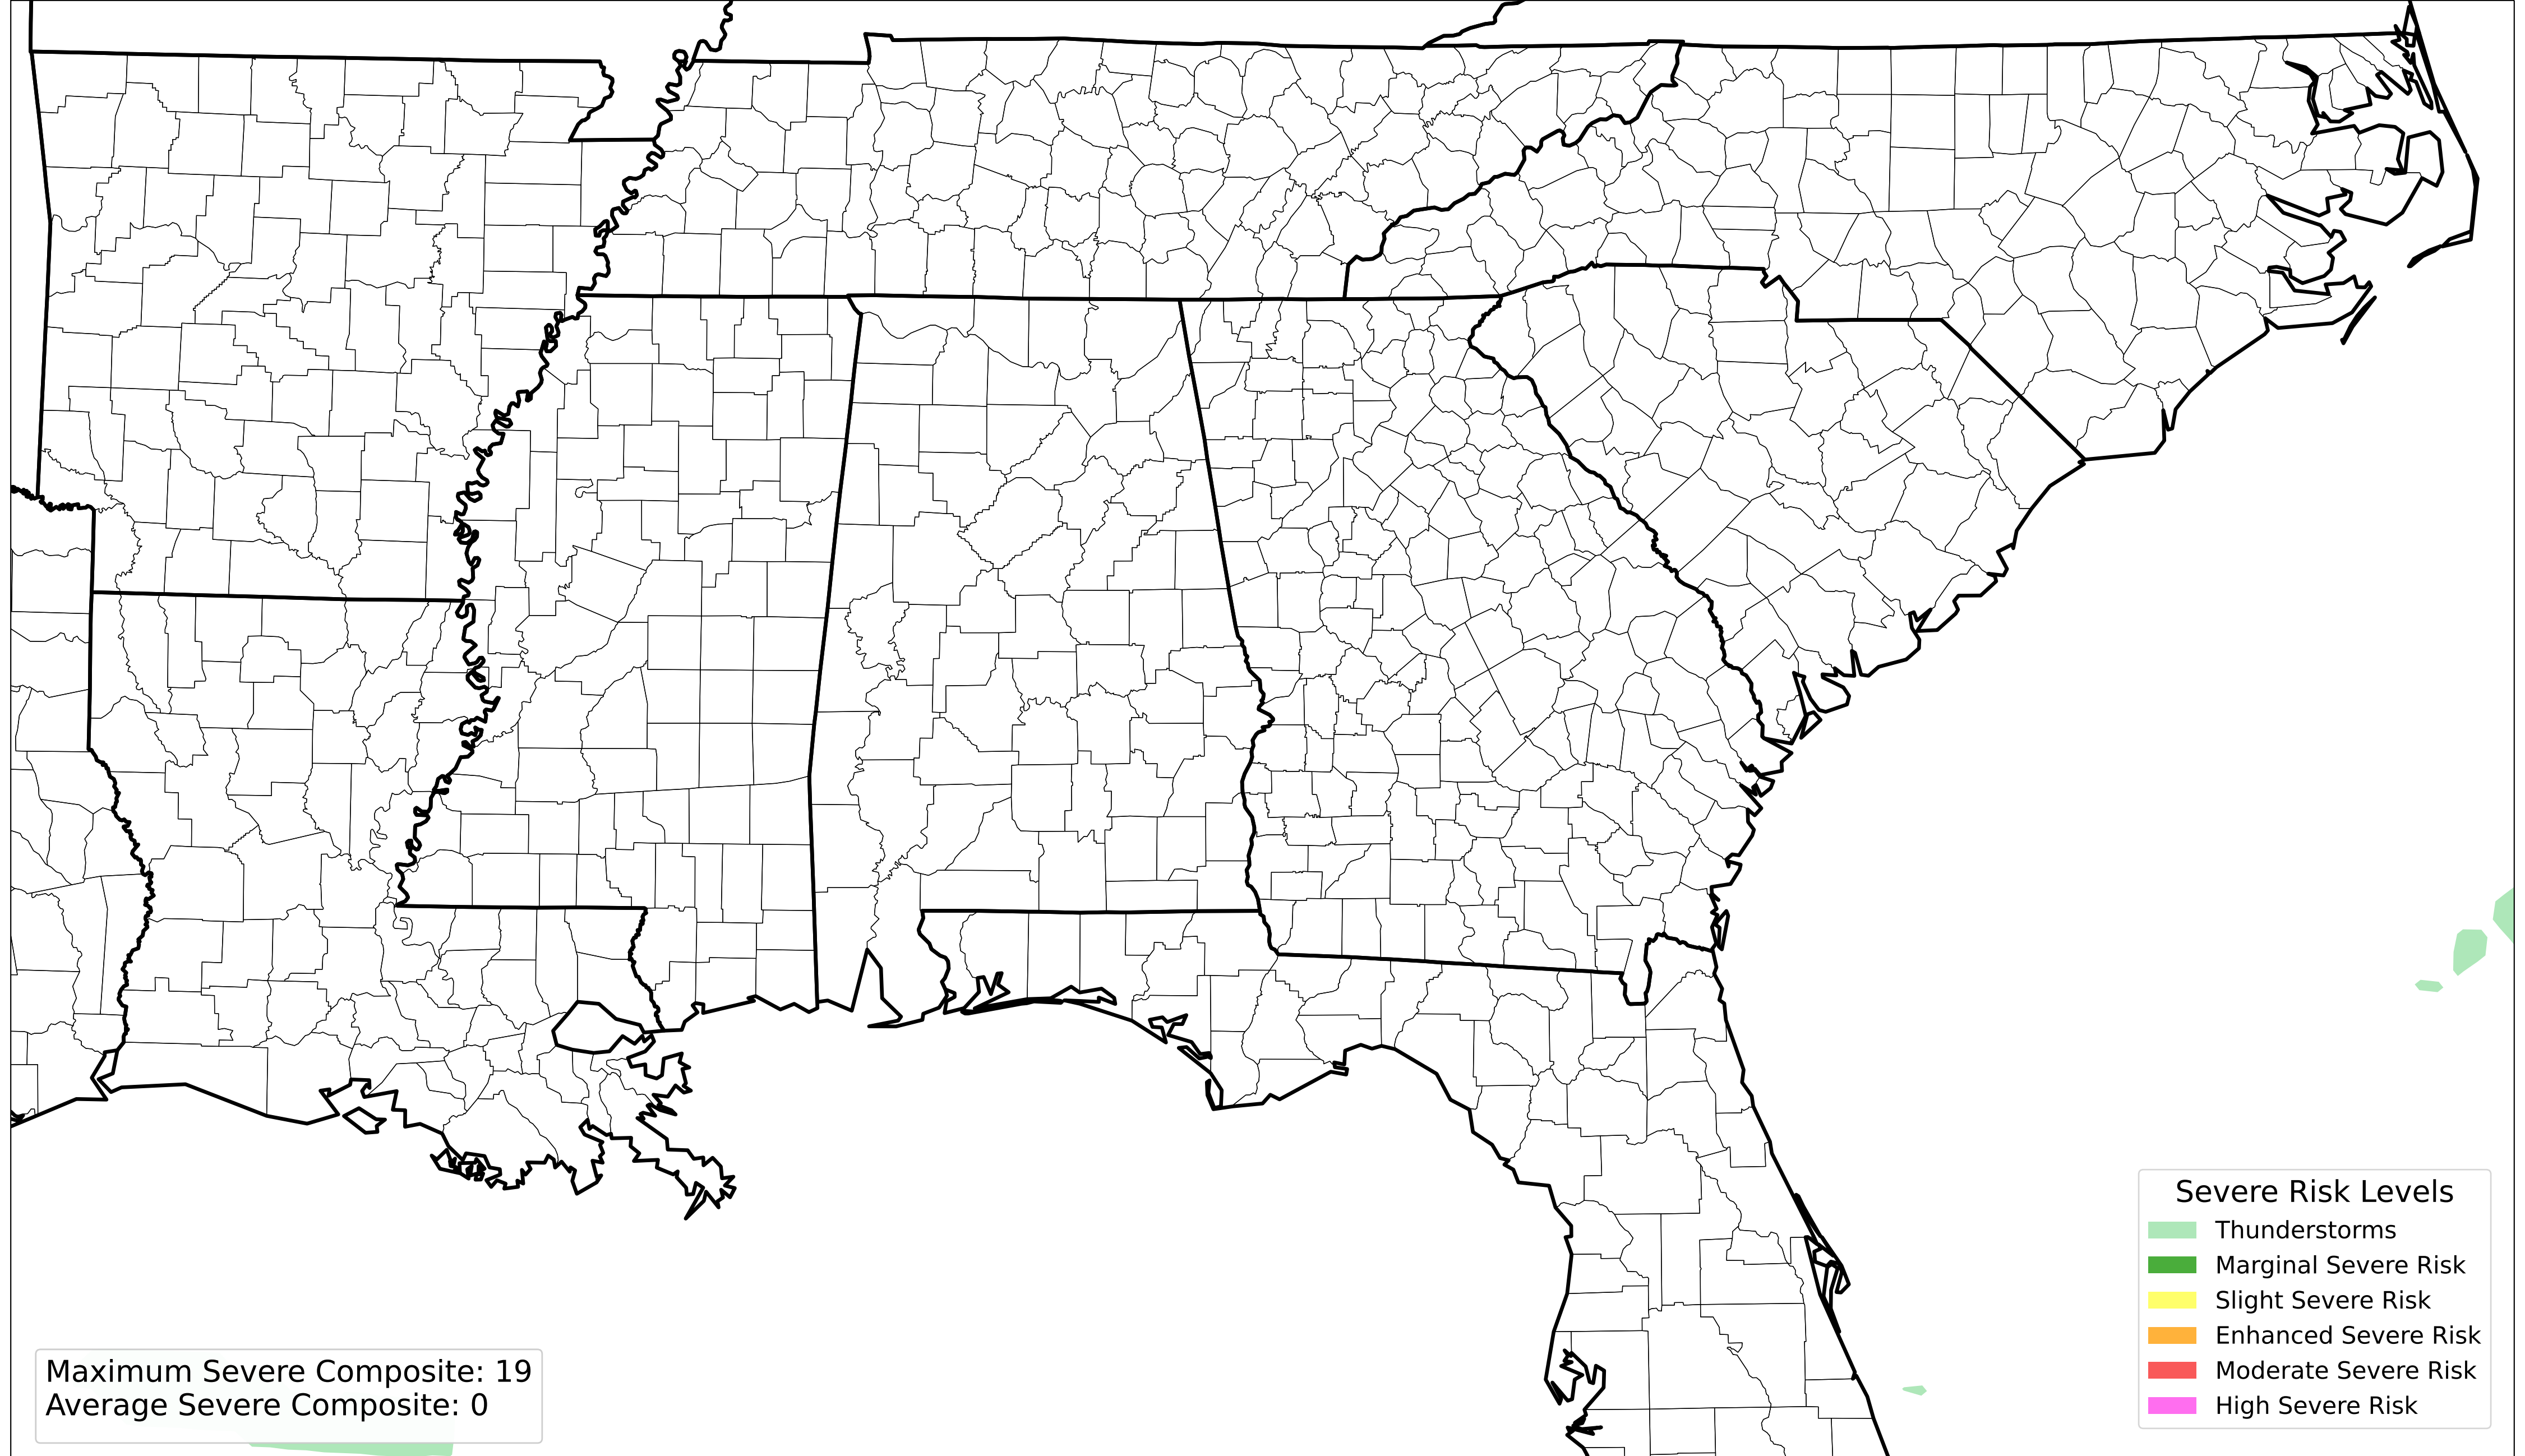 Maximum Severe Composite: 19
Average Severe Composite: 0
Severe Risk Levels
Thunderstorms
Marginal Severe Risk
Slight Severe Risk
Enhanced Severe Risk
Moderate Severe Risk
High Severe Risk